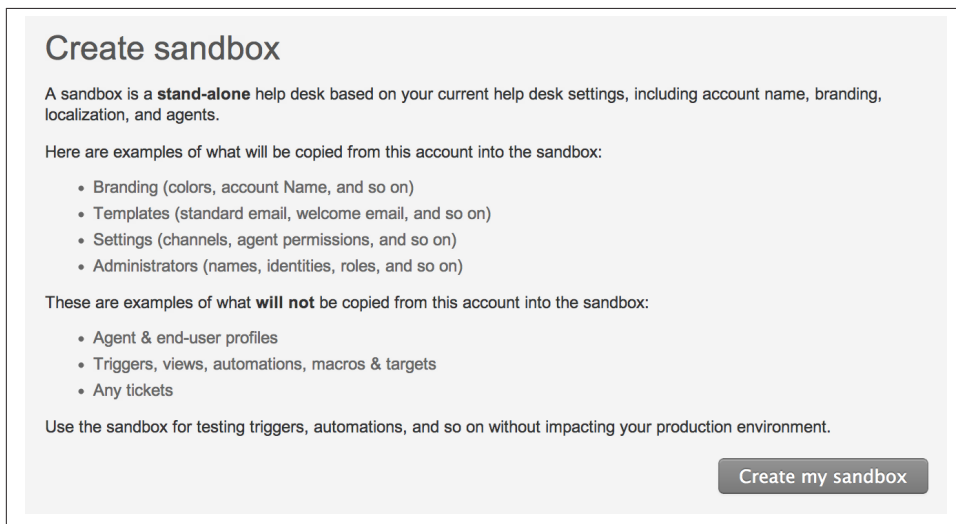 Create sandbox
A sandbox is a stand-alone help desk based on your current help desk settings, including account name, branding,
localization, and agents.
Here are examples of what will be copied from this account into the sandbox:
• Branding (colors, account Name, and so on)
• Templates (standard email, welcome email, and so on)
• Settings (channels, agent permissions, and so on)
• Administrators (names, identities, roles, and so on)
These are examples of what will not be copied from this account into the sandbox:
• Agent & end-user profiles
• Triggers, views, automations, macros & targets
• Any tickets
Use the sandbox for testing triggers, automations, and so on without impacting your production environment.
Create my sandbox